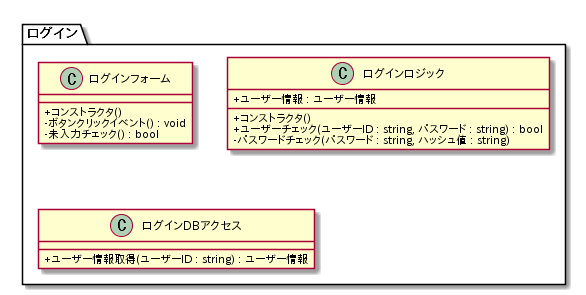 ログイン
C ログインフォーム
+コンストラクタ()
-ボタンクリックイベント() : void
-未入力チェック() : bool
C ログインロジック
+ユーザー情報 : ユーザー情報
+コンストラクタ()
+ユーザーチェック(ユーザーID : string, パスワード : string) : bool
-パスワードチェック(パスワード : string, ハッシュ値 : string)
C ログインDBアクセス
+ユーザー情報取得(ユーザーID : string) : ユーザー情報